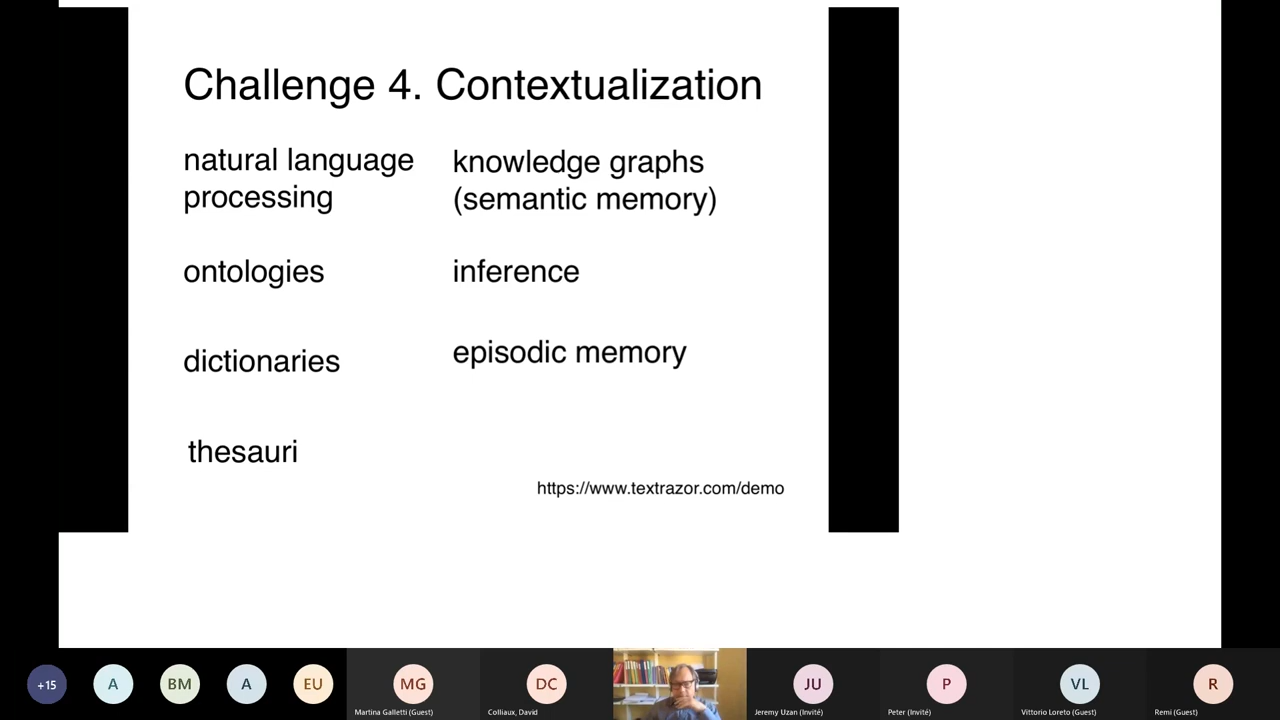 Challenge 4. Contextualization
natural language
processing
knowledge graphs
(semantic memory)
ontologies
inference
dictionaries
episodic memory
thesauri
https://www.textrazor.com/demo
+15
A
BM
A
EU
MG
Martina Galletti (Guest)
DC
Colliaux, David
JU
Jeremy Uzan (Invité)
P
Peter (Invité)
VL
Vittorio Loreto (Guest)
R
Remi (Guest)